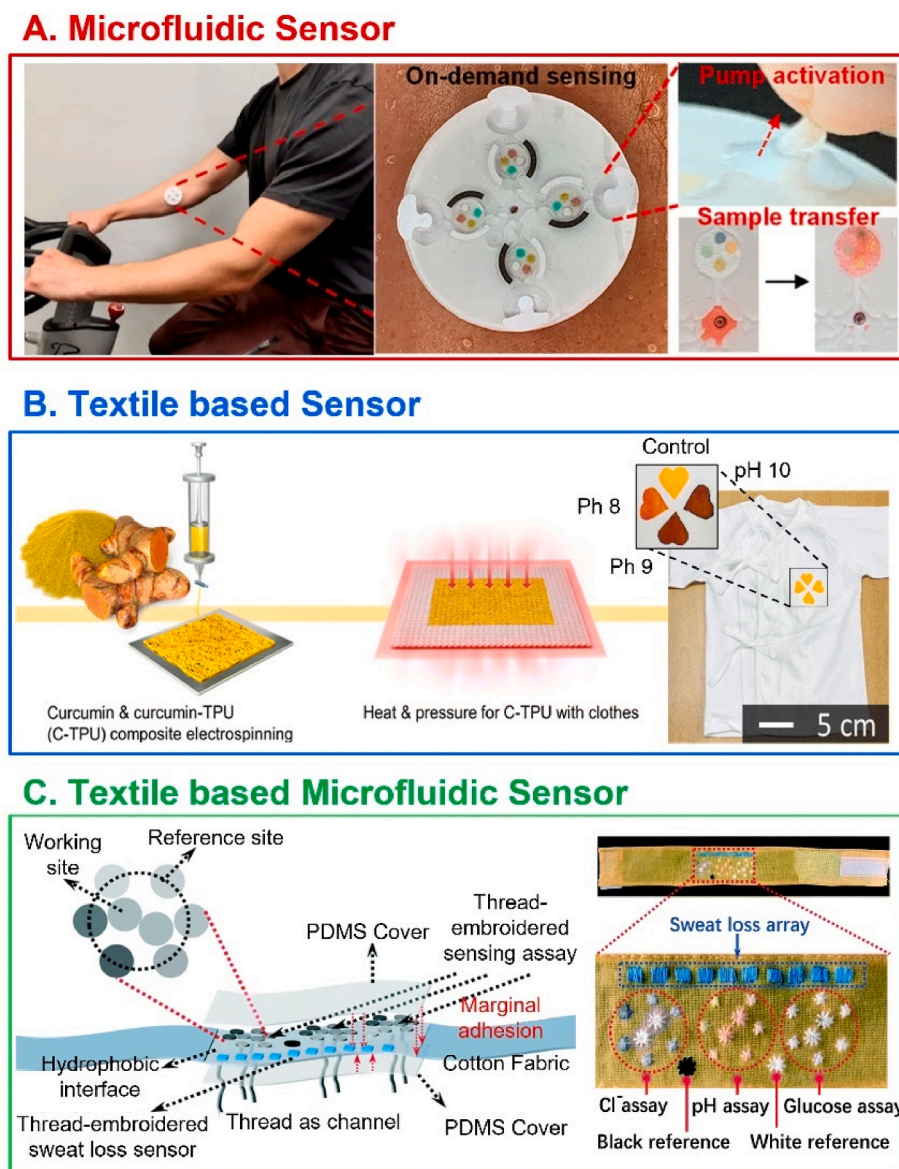 A. Microfluidic Sensor
On-demand sensing
Pump activation
Sample transfer
B. Textile based Sensor
Control
pH 10
Ph 8
Ph 9
Curcumin & curcumin-TPU
(C-TPU) composite electrospinning
Heat & pressure for C-TPU with clothes
5 cm
C. Textile based Microfluidic Sensor
Working
site
Reference site
PDMS Cover
Thread-
embroidered
sensing assay
Marginal
adhesion
Hydrophobic
interface
Cotton Fabric
Thread-embroidered
sweat loss sensor
Thread as channel
PDMS Cover
Sweat loss array
Cl⁻assay
pH assay
Glucose assay
Black reference
White reference